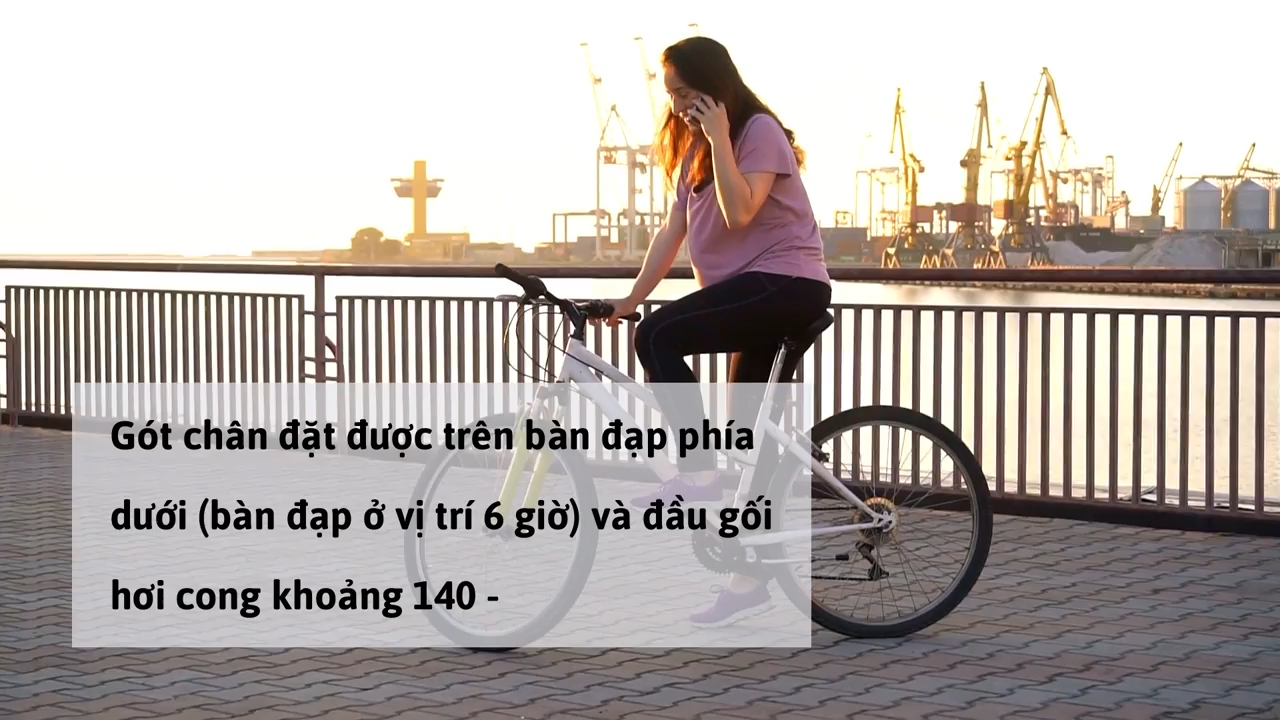 Gót chân đặt được trên bàn đạp phía
dưới (bàn đạp ở vị trí 6 giờ) và đầu gối
hơi cong khoảng 140 -